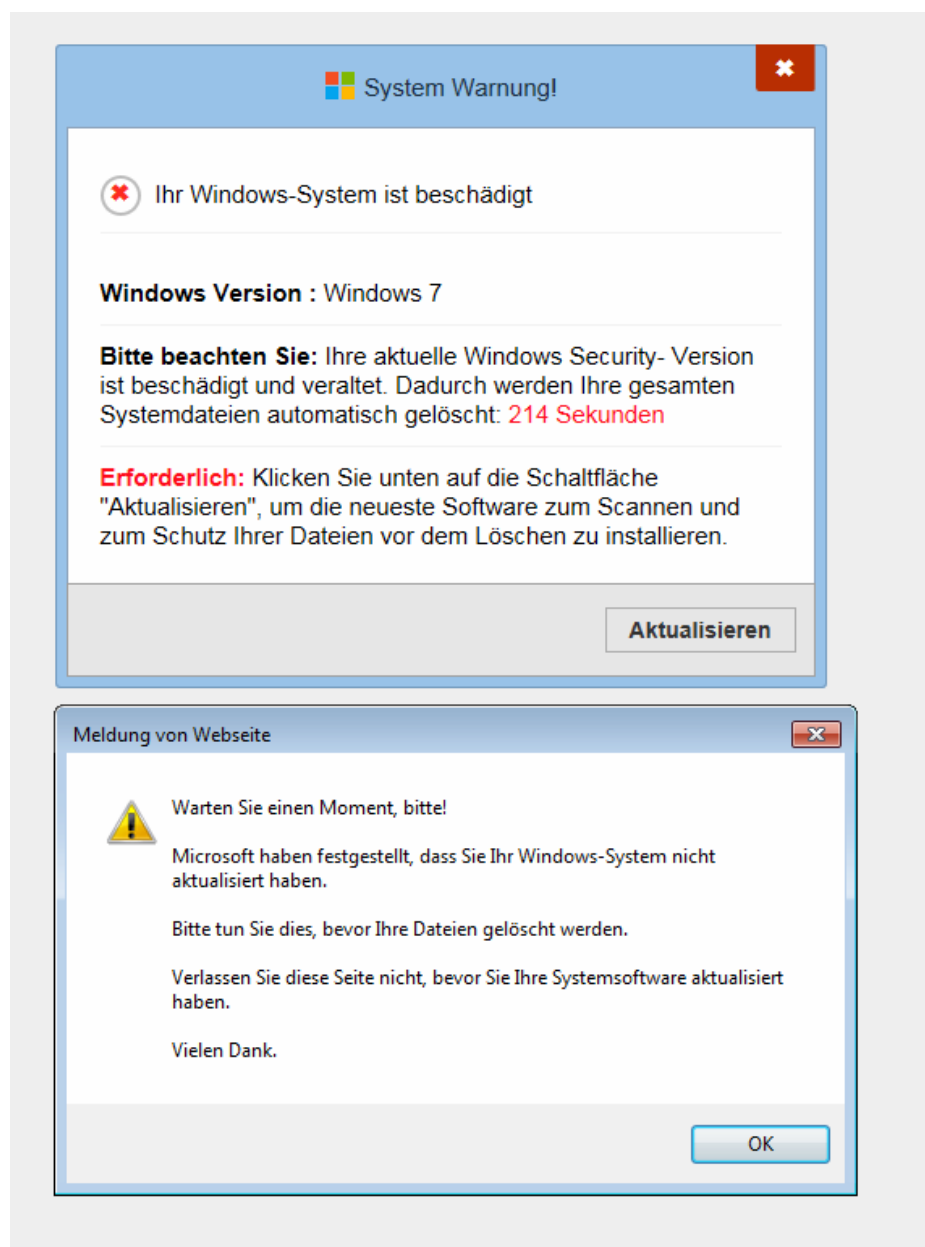 System Warnung!
Ihr Windows-System ist beschädigt
Windows Version : Windows 7
Bitte beachten Sie: Ihre aktuelle Windows Security- Version
ist beschädigt und veraltet. Dadurch werden Ihre gesamten
Systemdateien automatisch gelöscht: 214 Sekunden
Erforderlich: Klicken Sie unten auf die Schaltfläche
"Aktualisieren", um die neueste Software zum Scannen und
zum Schutz Ihrer Dateien vor dem Löschen zu installieren.
Aktualisieren
Meldung von Webseite
Warten Sie einen Moment, bitte!
Microsoft haben festgestellt, dass Sie Ihr Windows-System nicht
aktualisiert haben.
Bitte tun Sie dies, bevor Ihre Dateien gelöscht werden.
Verlassen Sie diese Seite nicht, bevor Sie Ihre Systemsoftware aktualisiert
haben.
Vielen Dank.
OK